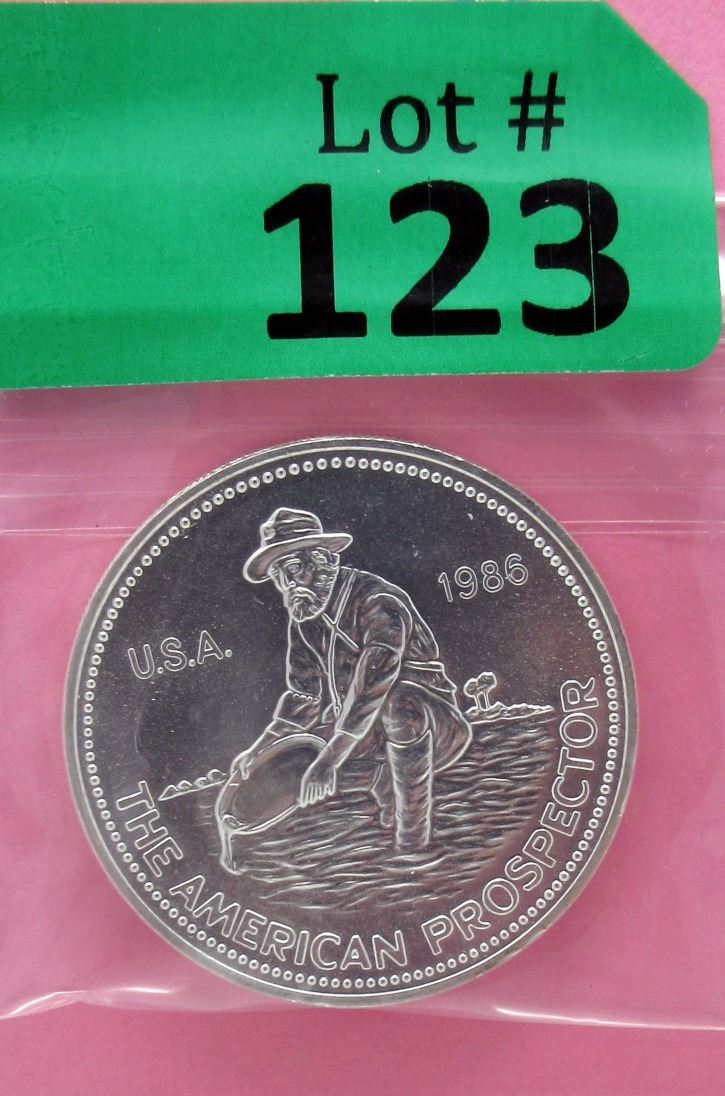 Lot #
123
1986
U.S.A.
THE AMERICAN PROSPECTOR